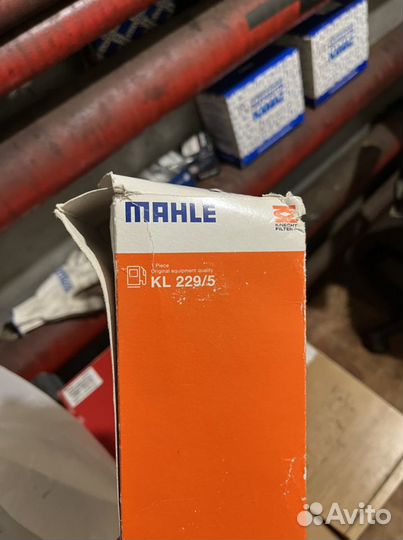 MAHLE
KNECHT
FILTER
1 Piece
Original equipment quality
KL 229/5
Avito